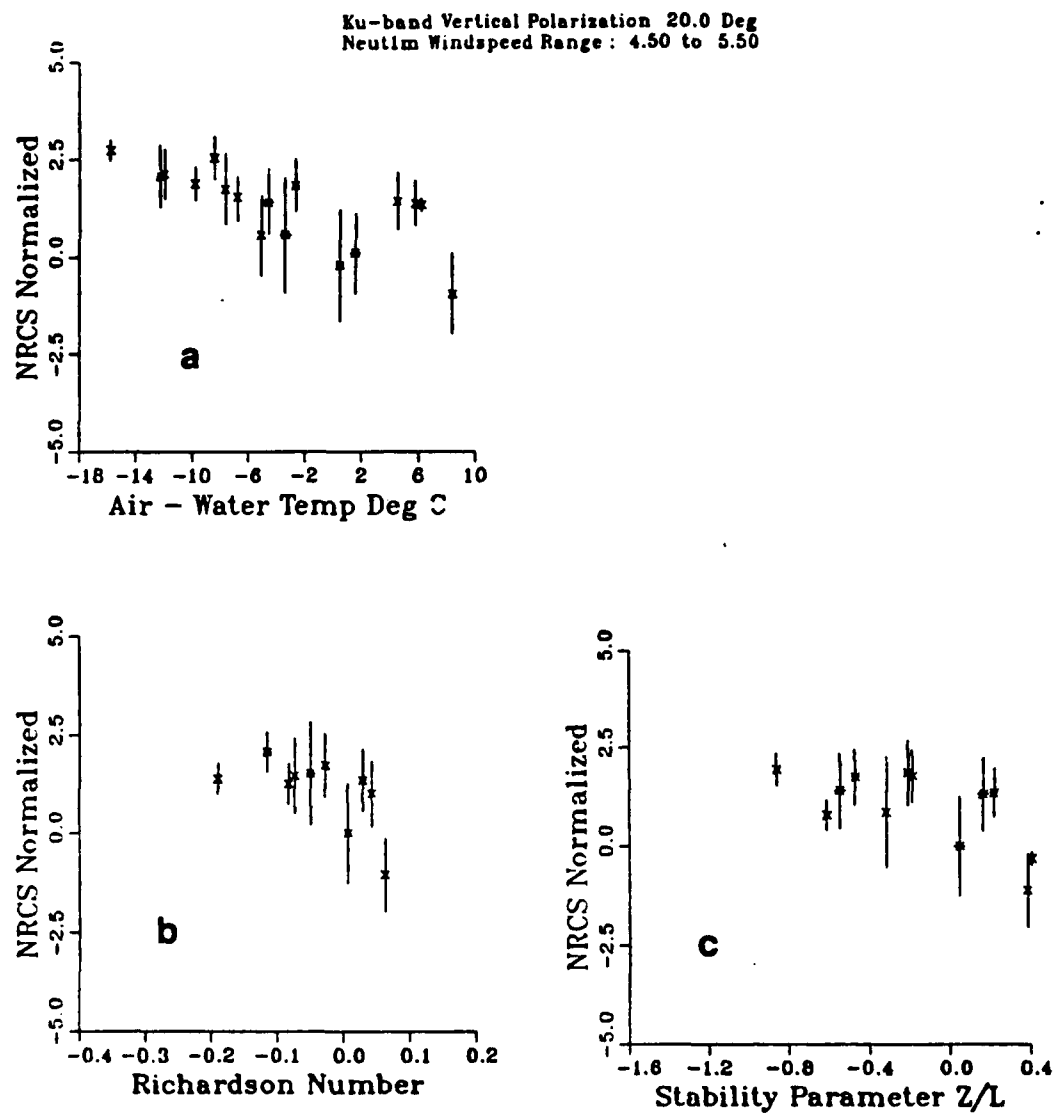 Ku-band Vertical Polarization 20.0 Deg
Neut1m Windspeed Range : 4.50 to 5.50
5.0
2.5
0.0
-2.5
-5.0
NRCS Normalized
a
-18 -14 -10 -6 -2 2 6 10
Air - Water Temp Deg C
5.0
2.5
0.0
-2.5
-5.0
NRCS Normalized
b
-0.4 -0.3 -0.2 -0.1 0.0 0.1 0.2
Richardson Number
5.0
2.5
0.0
-2.5
-5.0
NRCS Normalized
c
-1.6 -1.2 -0.8 -0.4 0.0 0.4
Stability Parameter Z/L